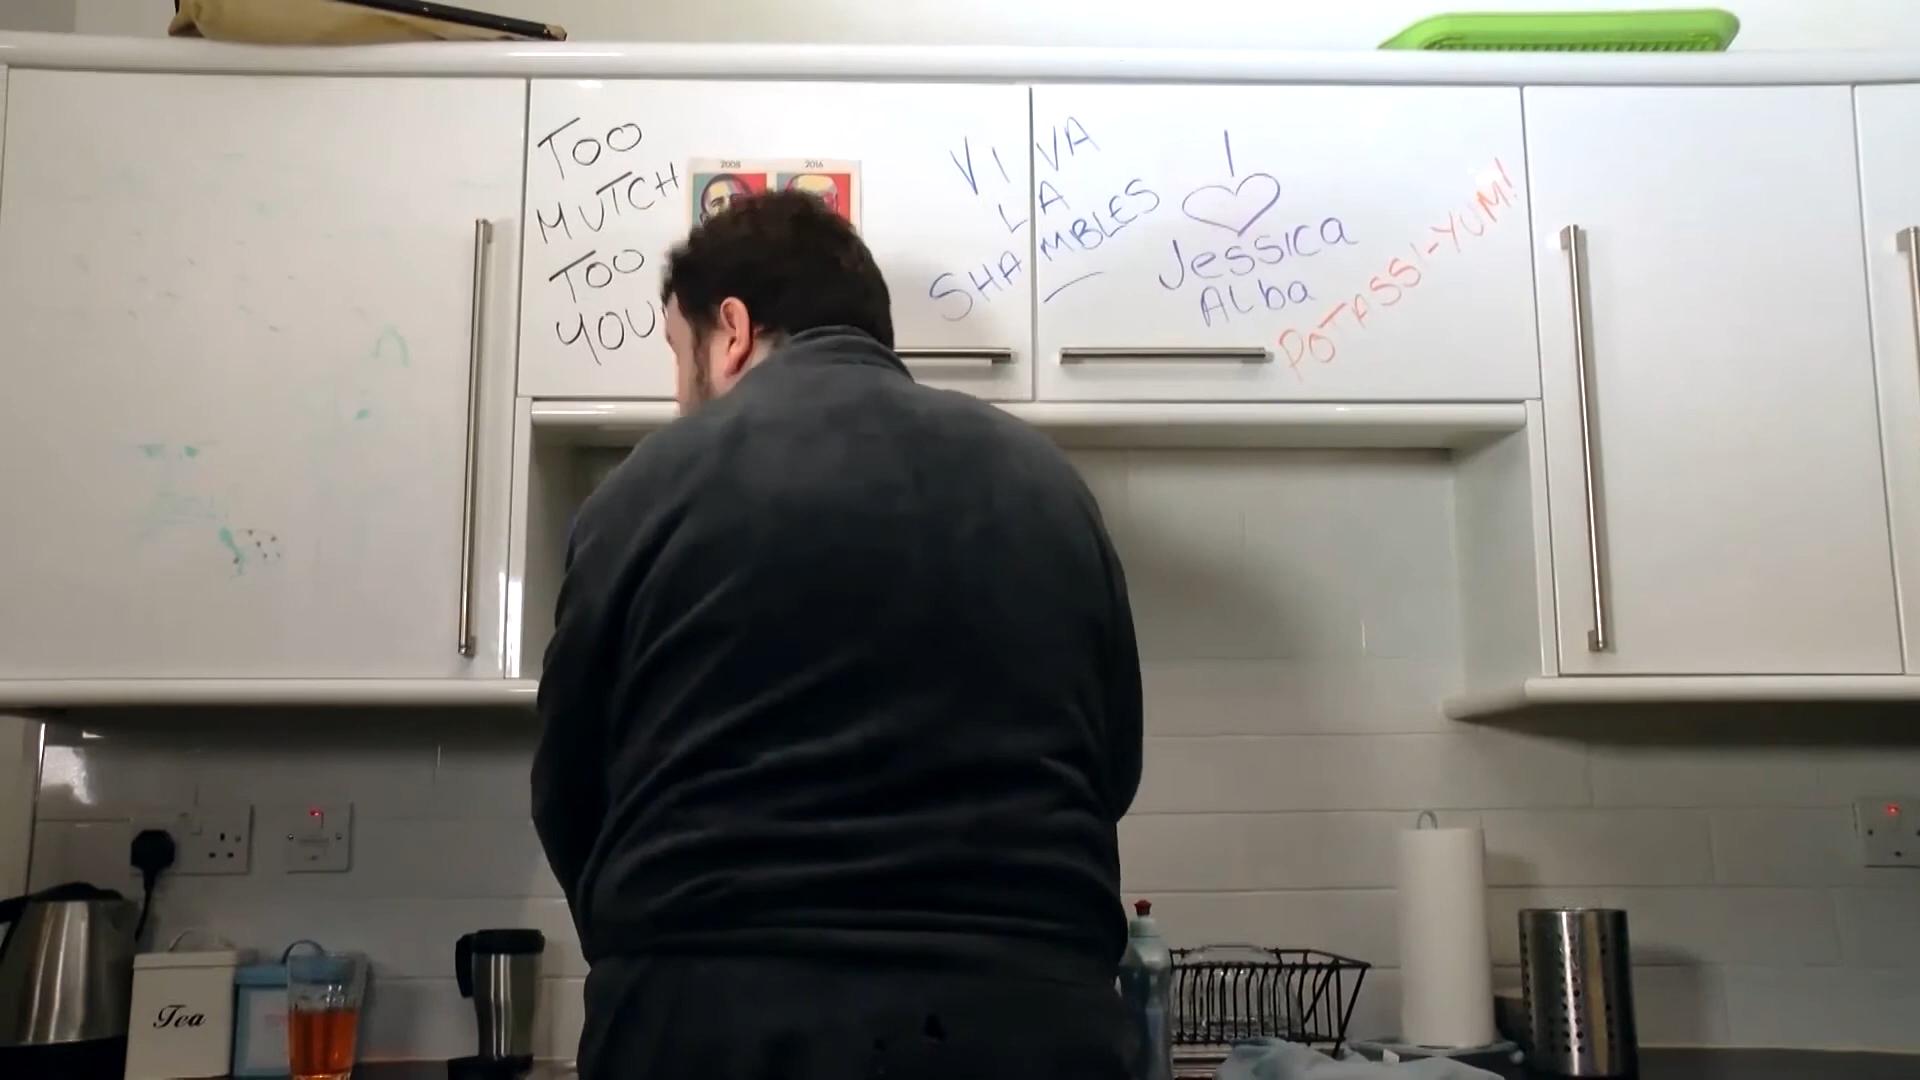 TOO
MUTCH
TOO
YOU
2008
2016
VIVA
LA
SHAMBLES
I
Jessica
Alba
POTASSI-YUM!
Tea